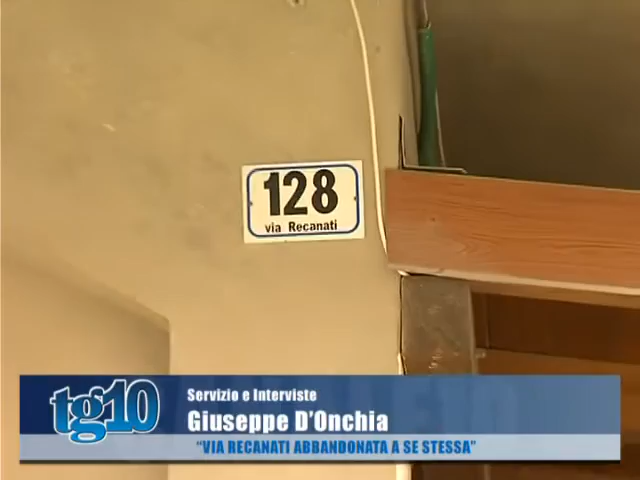 128
via Recanati
tg10
Servizio e Interviste
Giuseppe D'Onchia
"VIA RECANATI ABBANDONATA A SE STESSA"